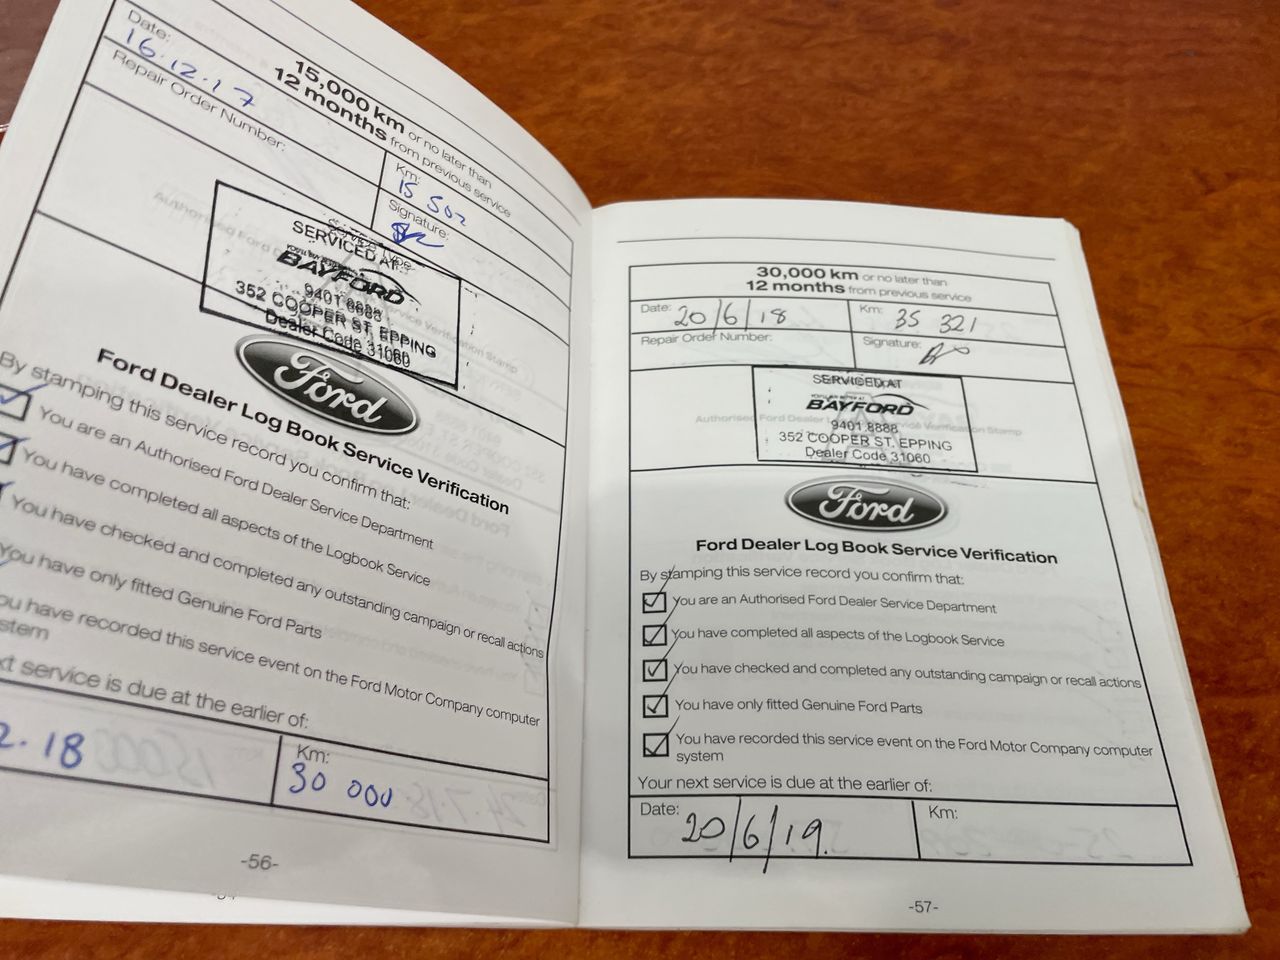 15,000 km or no later than
12 months from previous service
Date:
16.12.17
Km:
15 502
Repair Order Number:
Signature:
SERVICED AT:
BAYFORD
9401 8888
352 COOPER ST. EPPING
Dealer Code 31060
Ford
Ford Dealer Log Book Service Verification
By stamping this service record you confirm that:
You are an Authorised Ford Dealer Service Department
You have completed all aspects of the Logbook Service
You have checked and completed any outstanding campaign or recall actions
You have only fitted Genuine Ford Parts
ou have recorded this service event on the Ford Motor Company computer
stem
xt service is due at the earlier of:
2.18
Km:
30 000
-56-
30,000 km or no later than
12 months from previous service
Date: 20/6/18
Km: 35 321
Repair Order Number:
Signature:
SERVICED AT
BAYFORD
Authorised Ford Dealer Service Verification Stamp
9401 8888
352 COOPER ST. EPPING
Dealer Code 31060
Ford
Ford Dealer Log Book Service Verification
By stamping this service record you confirm that:
You are an Authorised Ford Dealer Service Department
You have completed all aspects of the Logbook Service
You have checked and completed any outstanding campaign or recall actions
You have only fitted Genuine Ford Parts
You have recorded this service event on the Ford Motor Company computer
system
Your next service is due at the earlier of:
Date: 20/6/19.
Km:
-57-